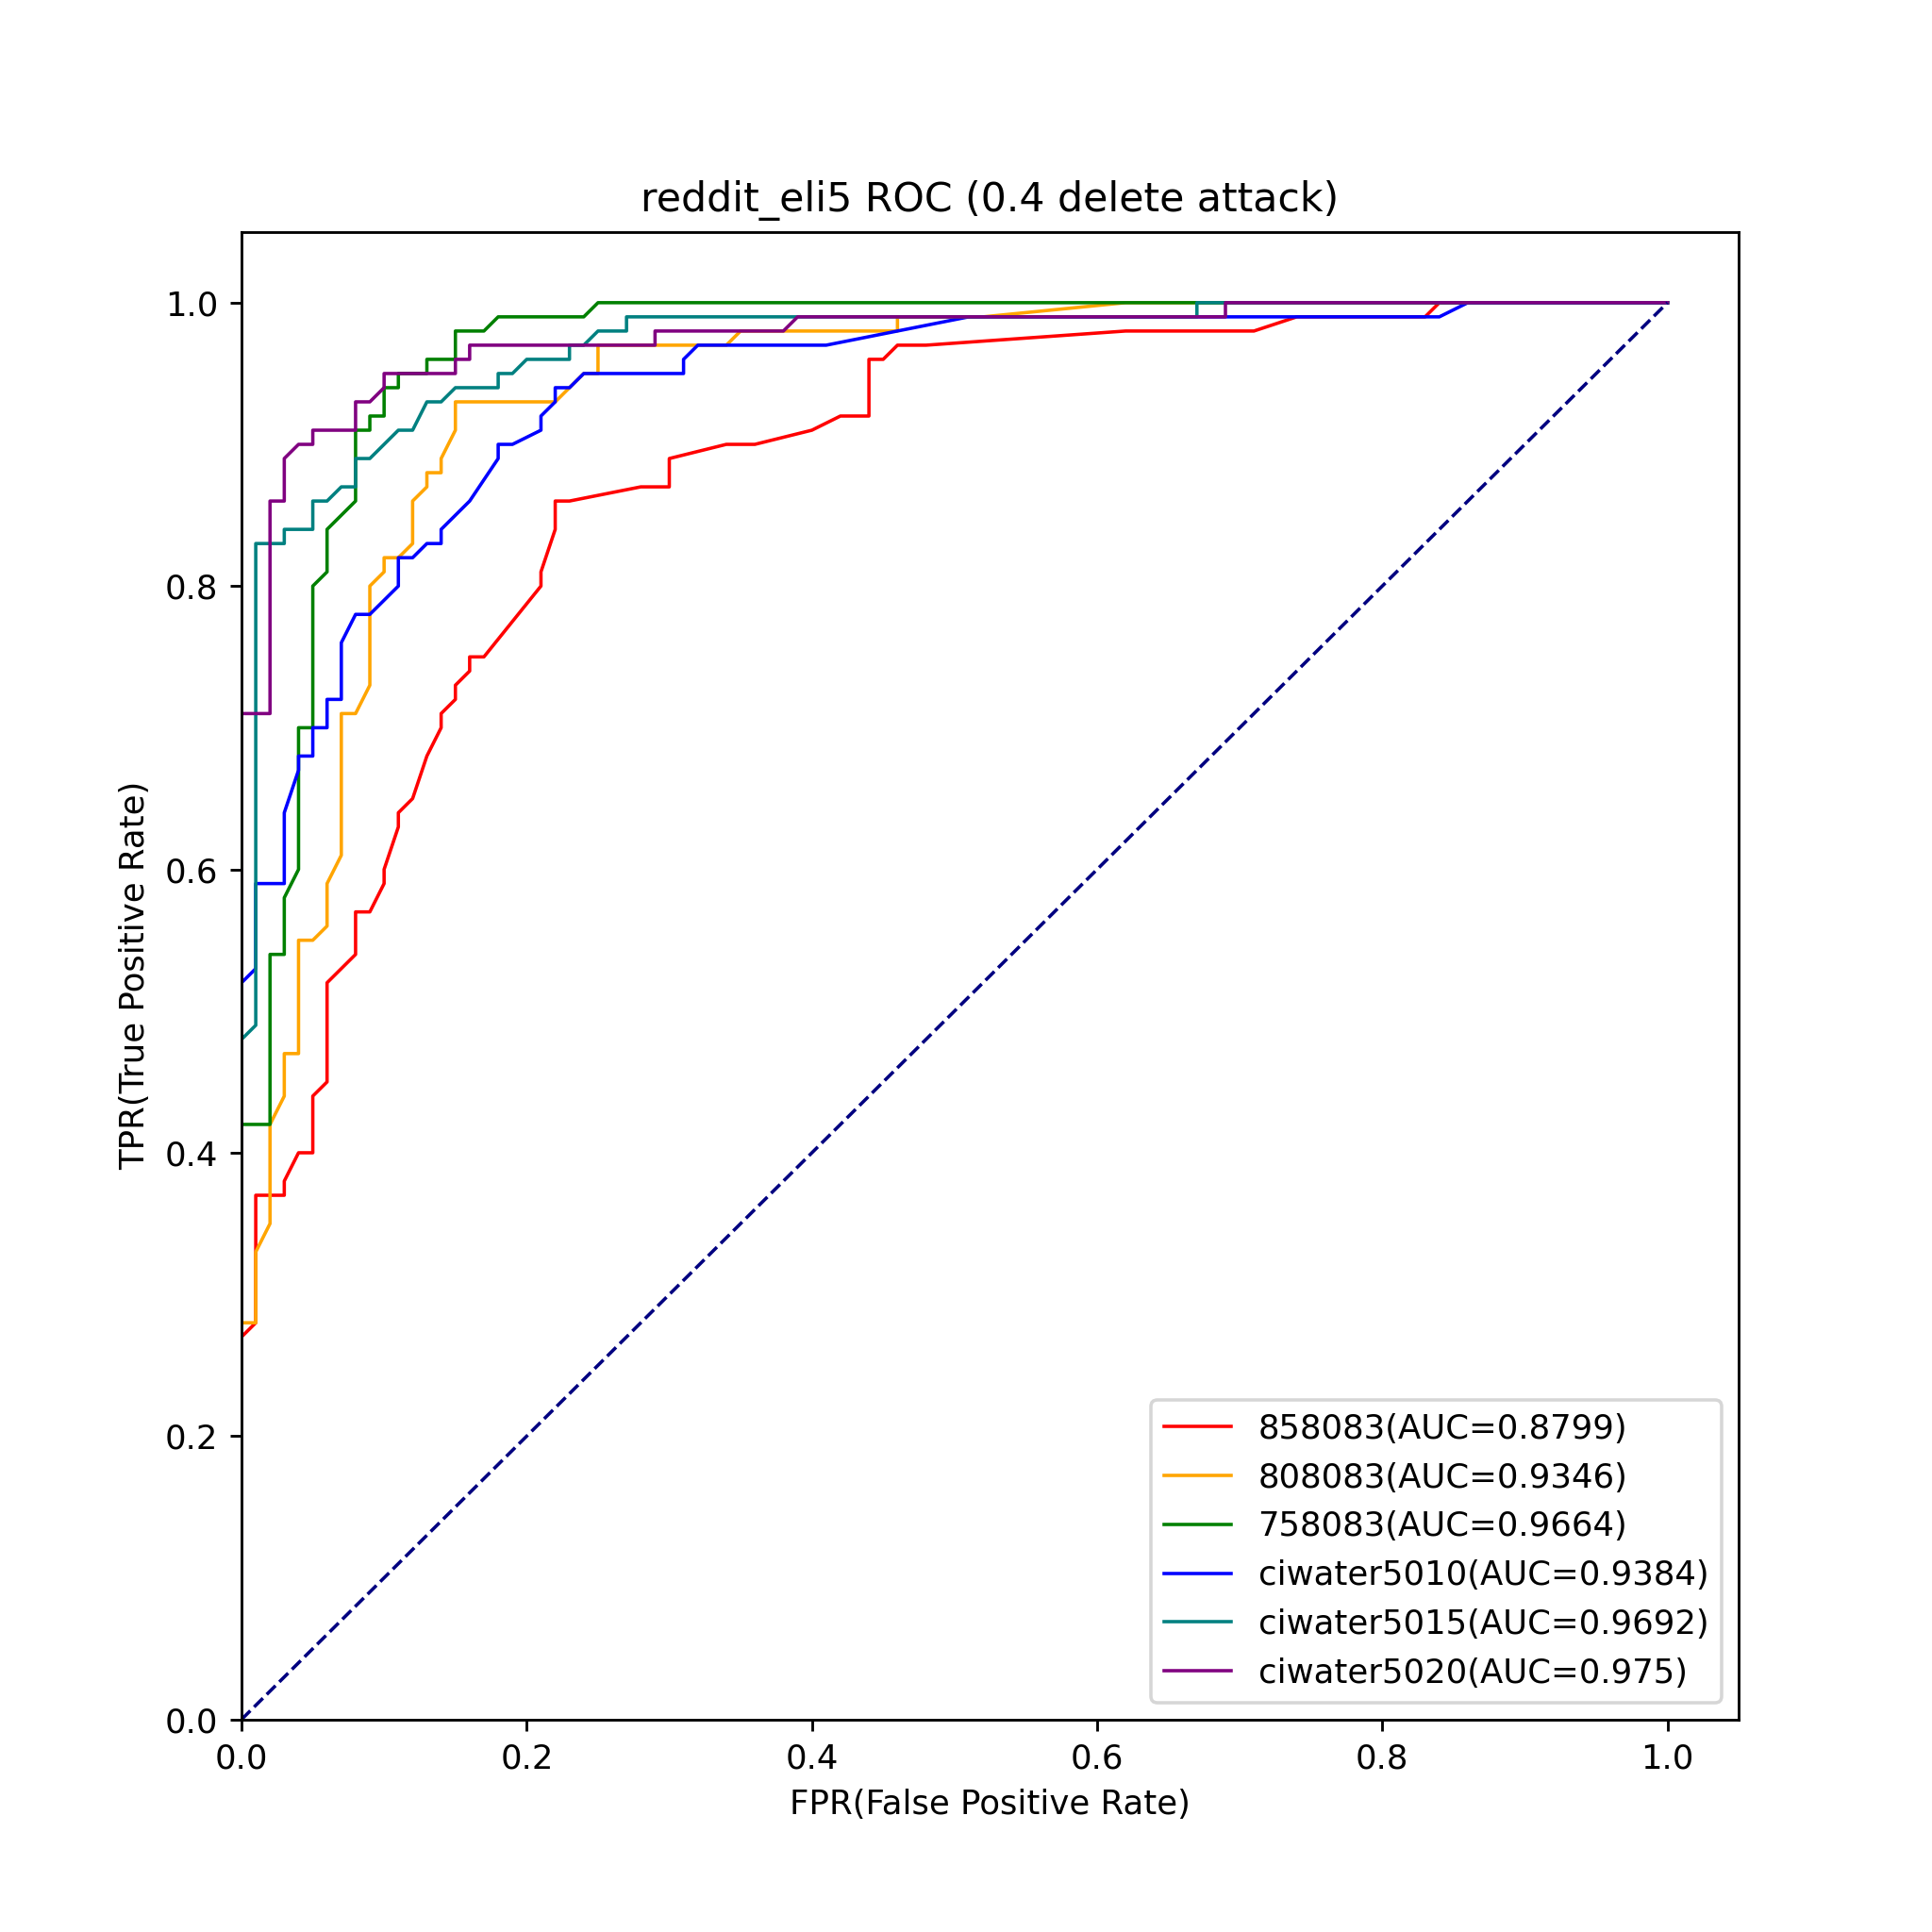 reddit_eli5 ROC (0.4 delete attack)
TPR(True Positive Rate)
1.0
0.8
0.6
0.4
0.2
0.0
0.0 0.2 0.4 0.6 0.8 1.0
FPR(False Positive Rate)
858083(AUC=0.8799)
808083(AUC=0.9346)
758083(AUC=0.9664)
ciwater5010(AUC=0.9384)
ciwater5015(AUC=0.9692)
ciwater5020(AUC=0.975)